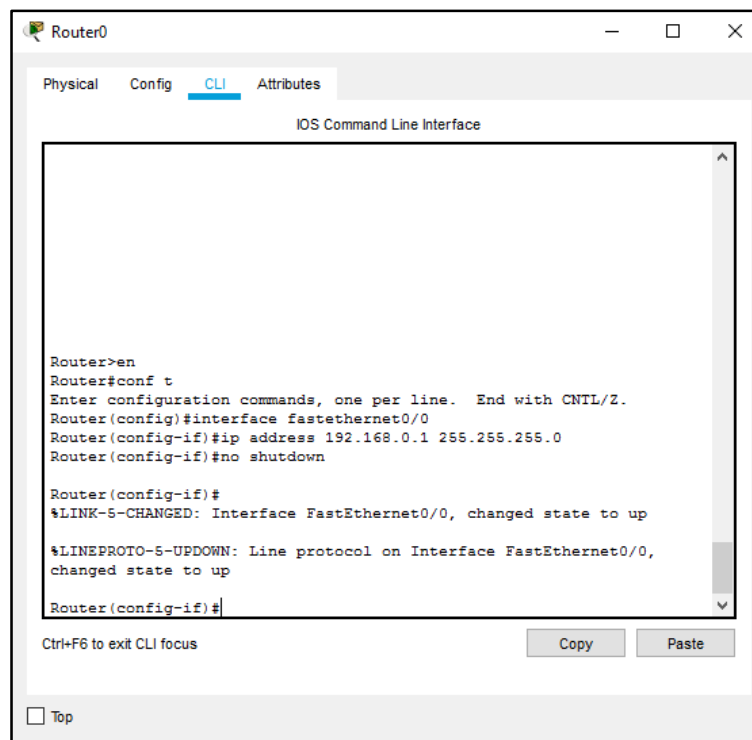 Router0
Physical Config CLI Attributes
IOS Command Line Interface
Router>en
Router#conf t
Enter configuration commands, one per line.  End with CNTL/Z.
Router(config)#interface fastethernet0/0
Router(config-if)#ip address 192.168.0.1 255.255.255.0
Router(config-if)#no shutdown
Router(config-if)#
%LINK-5-CHANGED: Interface FastEthernet0/0, changed state to up
%LINEPROTO-5-UPDOWN: Line protocol on Interface FastEthernet0/0,
changed state to up
Router(config-if)#
Ctrl+F6 to exit CLI focus
Copy Paste
Top